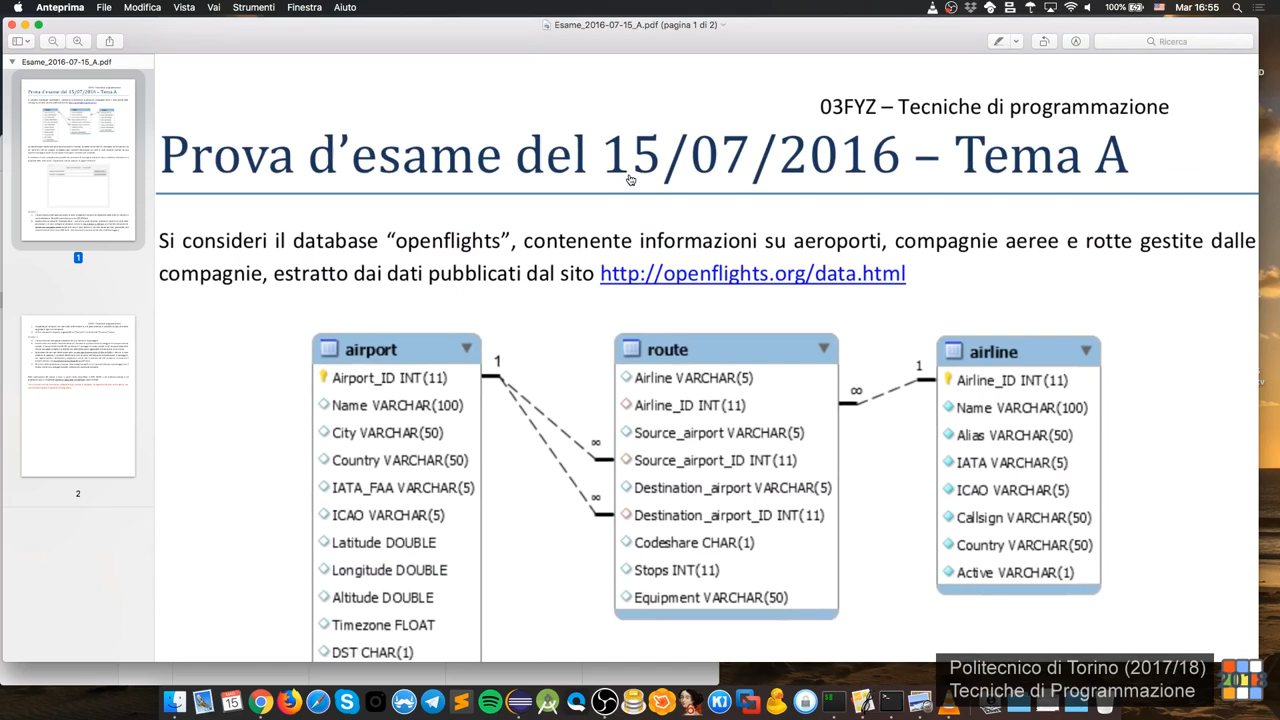 Anteprima File Modifica Vai Strumenti Finestra Aiuto
100% Mar 16:55
Esame_2016-07-15_A.pdf (pagina 1 di 2)
Ricerca
Esame_2016-07-15_A.pdf
1
2
03FYZ – Tecniche di programmazione
Prova d'esame del 15/07/2016 – Tema A
Si consideri il database “openflights”, contenente informazioni su aeroporti, compagnie aeree e rotte gestite dalle
compagnie, estratto dai dati pubblicati dal sito http://openflights.org/data.html
airport
Airport_ID INT(11)
Name VARCHAR(100)
City VARCHAR(50)
Country VARCHAR(50)
IATA_FAA VARCHAR(5)
ICAO VARCHAR(5)
Latitude DOUBLE
Longitude DOUBLE
Altitude DOUBLE
Timezone FLOAT
DST CHAR(1)
1
∞
∞
route
Airline VARCHAR(5)
Airline_ID INT(11)
Source_airport VARCHAR(5)
Source_airport_ID INT(11)
Destination_airport VARCHAR(5)
Destination_airport_ID INT(11)
Codeshare CHAR(1)
Stops INT(11)
Equipment VARCHAR(50)
∞
1
airline
Airline_ID INT(11)
Name VARCHAR(100)
Alias VARCHAR(50)
IATA VARCHAR(5)
ICAO VARCHAR(5)
Callsign VARCHAR(50)
Country VARCHAR(50)
Active VARCHAR(1)
Politecnico di Torino (2017/18)
Tecniche di Programmazione
2018